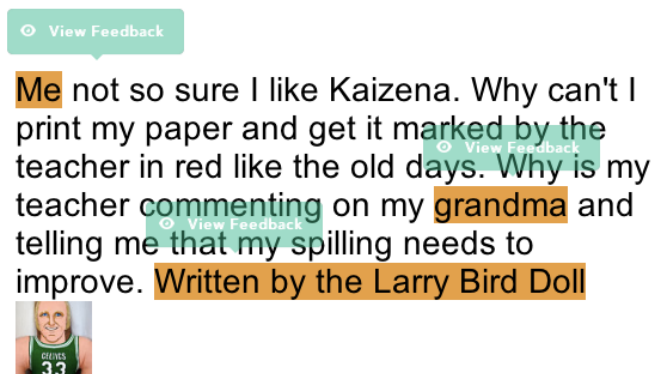 View Feedback
Me not so sure I like Kaizena. Why can't I
print my paper and get it marked by the
View Feedback
teacher in red like the old days. Why is my
teacher commenting on my grandma and
View Feedback
telling me that my spilling needs to
improve. Written by the Larry Bird Doll
CELTICS
33